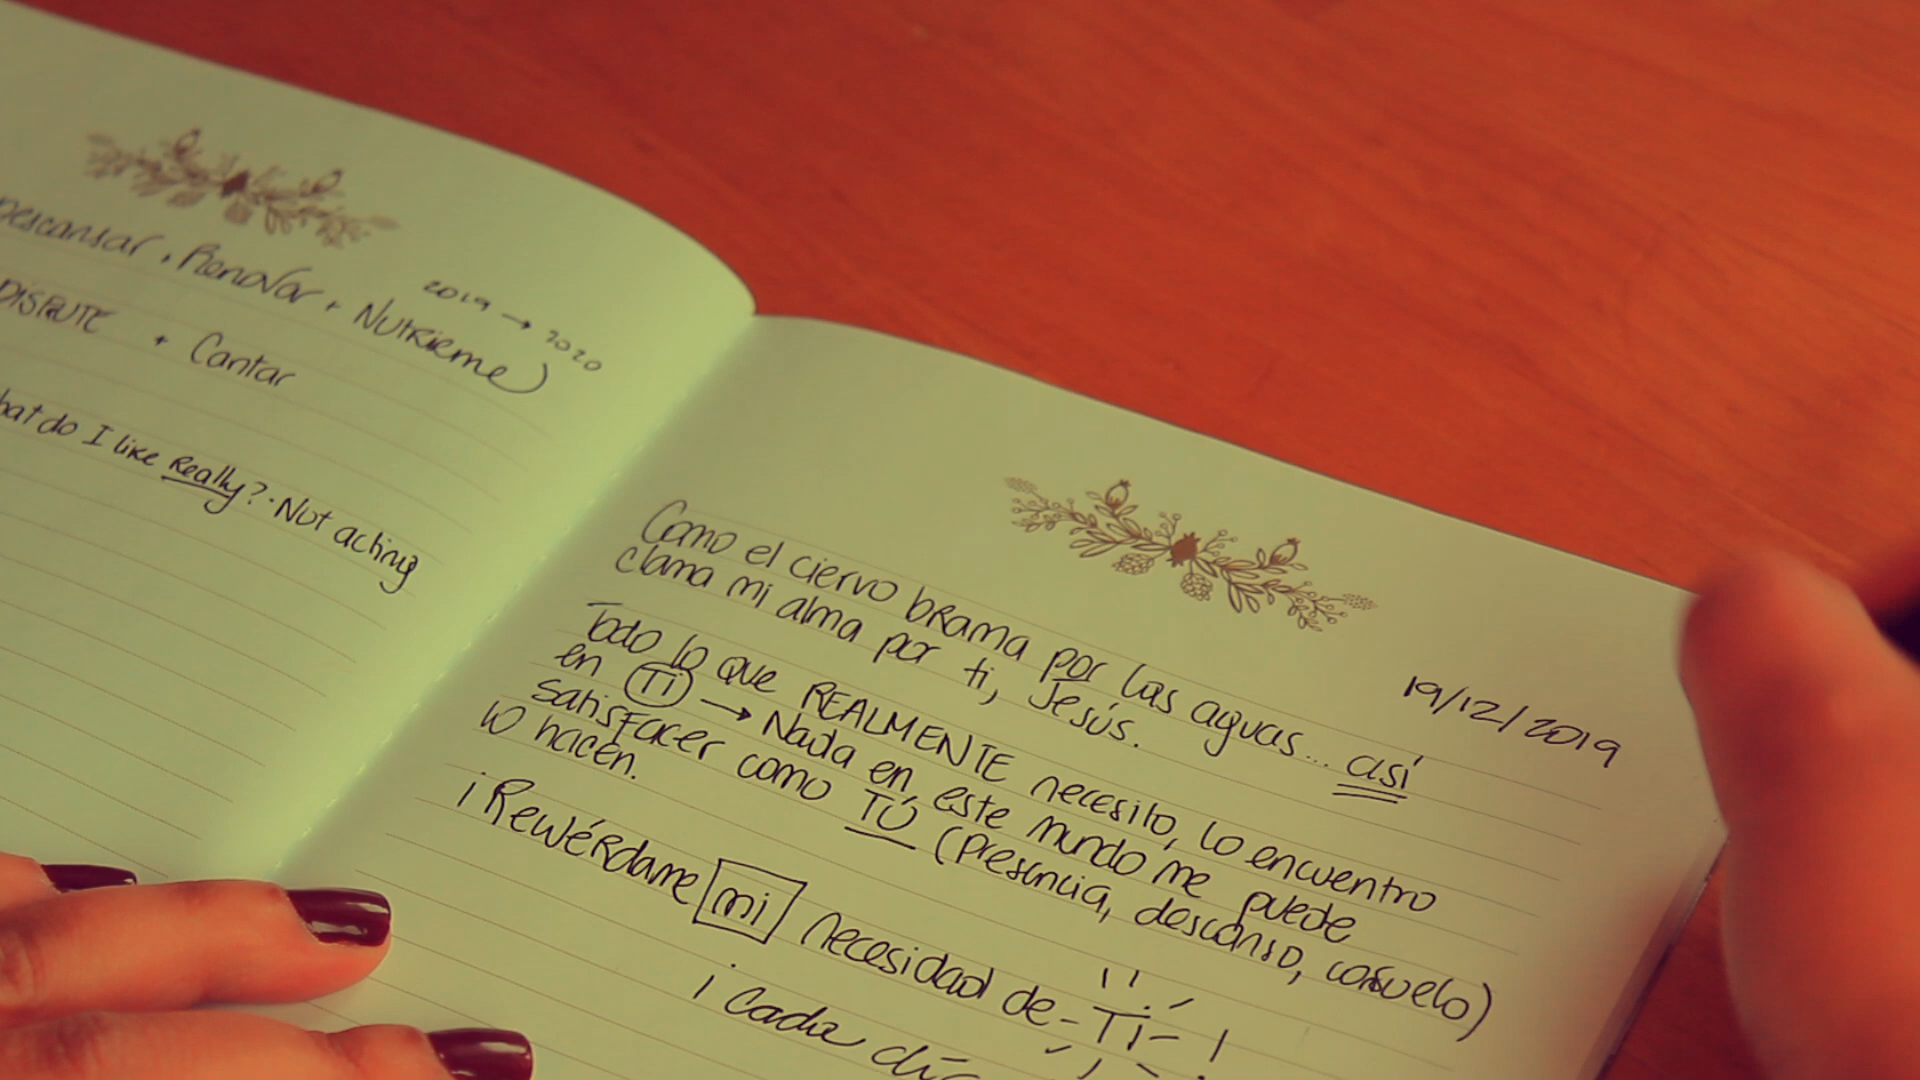 Descansar, Renovar + Nutrirme)
2019 → 2020
DISFRUTE + Cantar
hat do I like Really? · Not acting
19/12/2019
Como el ciervo brama por las aguas... así
clama mi alma por ti, Jesús.
Todo lo que REALMENTE necesito, lo encuentro
en Ti → Nada en este mundo me puede
satisfacer como TÚ (presencia, descanso, consuelo)
lo hacen.
¡Recuérdame mi necesidad de Ti!
¡Cada día